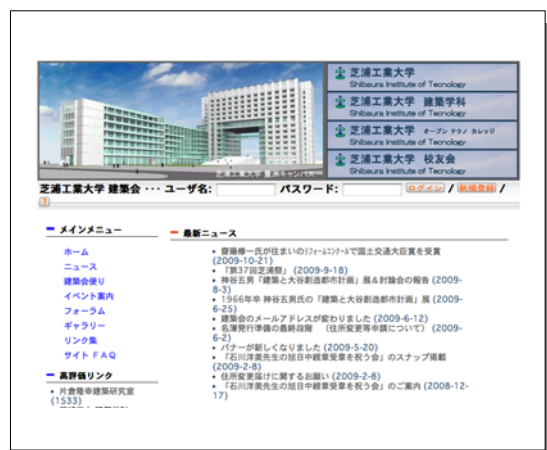 芝浦工業大学
Shibaura Institute of Tecnology
芝浦工業大学 建築学科
Shibaura Institute of Tecnology
芝浦工業大学 オープン テクノ カレッジ
Shibaura Institute of Tecnology
芝浦工業大学 校友会
Shibaura Institute of Tecnology
芝浦工業大学 豊洲キャンパス
芝浦工業大学 建築会 ･･･ ユーザ名: パスワード: ログイン / 新規登録 /
?
メインメニュー
ホーム
ニュース
建築会便り
イベント案内
フォーラム
ギャラリー
リンク集
サイト ＦＡＱ
高評価リンク
• 片倉隆幸建築研究室
(1533)
最新ニュース
• 齋藤修一氏が住まいのリフォームコンクールで国土交通大臣賞を受賞
(2009-10-21)
• 「第37回芝浦祭」 (2009-9-18)
• 神谷五男「建築と大谷創造都市計画」展＆討論会の報告 (2009-
8-3)
• 1966年卒 神谷五男氏の「建築と大谷創造都市計画」展 (2009-
6-25)
• 建築会のメールアドレスが変わりました (2009-6-12)
• 名簿発行準備の最終段階 （住所変更等申請について） (2009-
6-2)
• バナーが新しくなりました (2009-5-20)
• 「石川洋美先生の旭日中綬章受章を祝う会」のスナップ掲載
(2009-2-8)
• 住所変更届けに関するお願い (2009-2-8)
• 「石川洋美先生の旭日中綬章受章を祝う会」のご案内 (2008-12-
17)